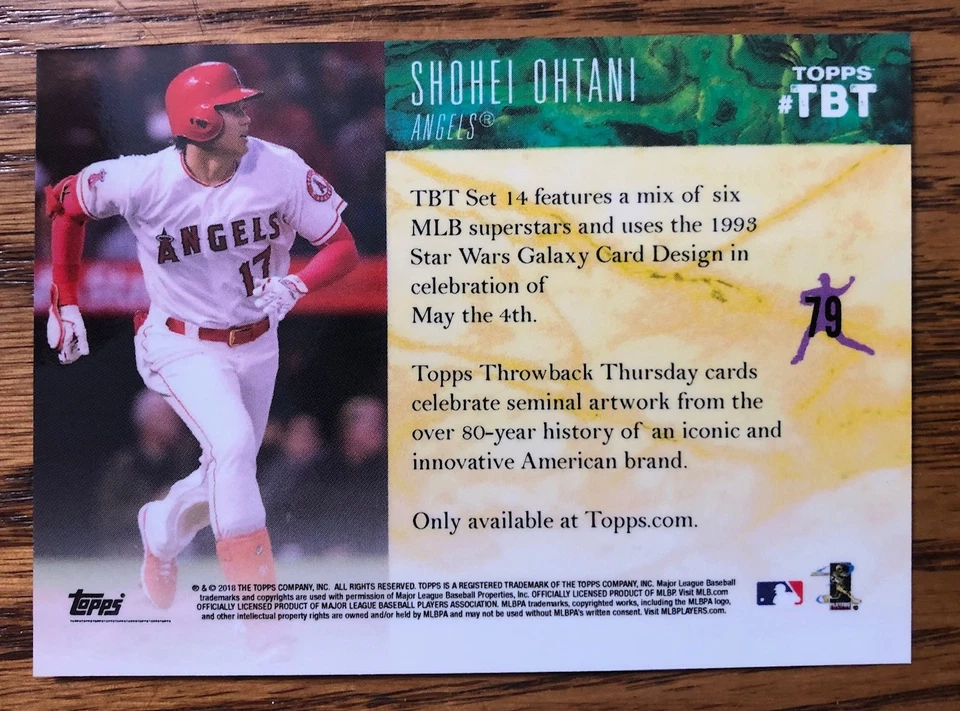 SHOHEI OHTANI
ANGELS®
TOPPS
#TBT
ANGELS
17
A
TBT Set 14 features a mix of six
MLB superstars and uses the 1993
Star Wars Galaxy Card Design in
celebration of
May the 4th.
79
Topps Throwback Thursday cards
celebrate seminal artwork from the
over 80-year history of an iconic and
innovative American brand.
Only available at Topps.com.
Topps
® & © 2018 THE TOPPS COMPANY, INC. ALL RIGHTS RESERVED. TOPPS IS A REGISTERED TRADEMARK OF THE TOPPS COMPANY, INC. Major League Baseball
trademarks and copyrights are used with permission of Major League Baseball Properties, Inc. OFFICIALLY LICENSED PRODUCT OF MLBP Visit MLB.com
OFFICIALLY LICENSED PRODUCT OF MAJOR LEAGUE BASEBALL PLAYERS ASSOCIATION. MLBPA trademarks, copyrighted works, including the MLBPA logo,
and other intellectual property rights are owned and/or held by MLBPA and may not be used without MLBPA's written consent. Visit MLBPLAYERS.com.